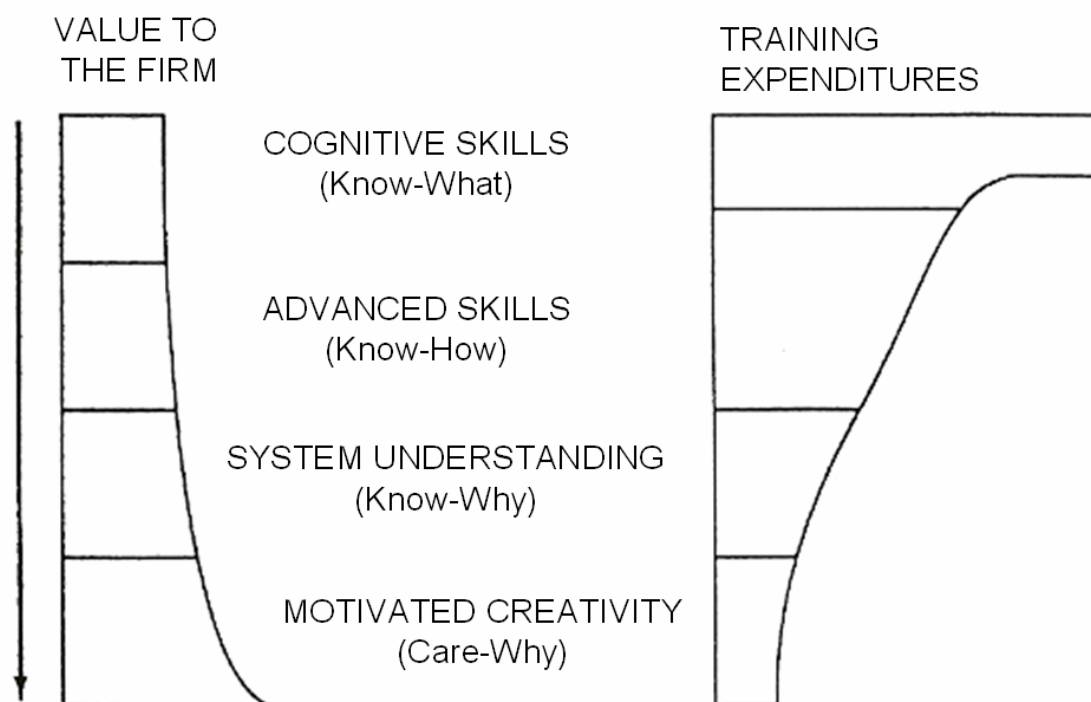 VALUE TO
THE FIRM
TRAINING
EXPENDITURES
COGNITIVE SKILLS
(Know-What)
ADVANCED SKILLS
(Know-How)
SYSTEM UNDERSTANDING
(Know-Why)
MOTIVATED CREATIVITY
(Care-Why)